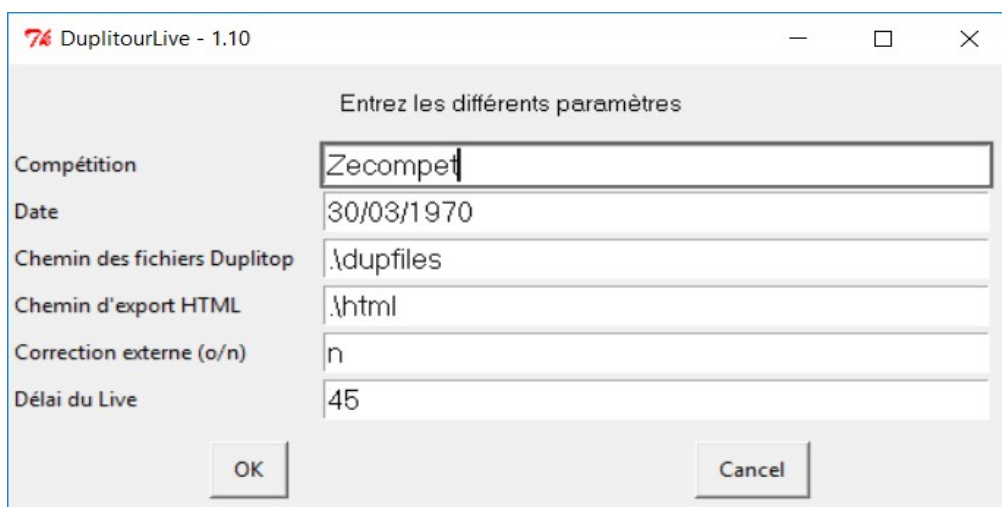 DuplitourLive - 1.10
Entrez les différents paramètres
Compétition Zecompet
Date 30/03/1970
Chemin des fichiers Duplitop .\dupfiles
Chemin d'export HTML .\html
Correction externe (o/n) n
Délai du Live 45
OK Cancel